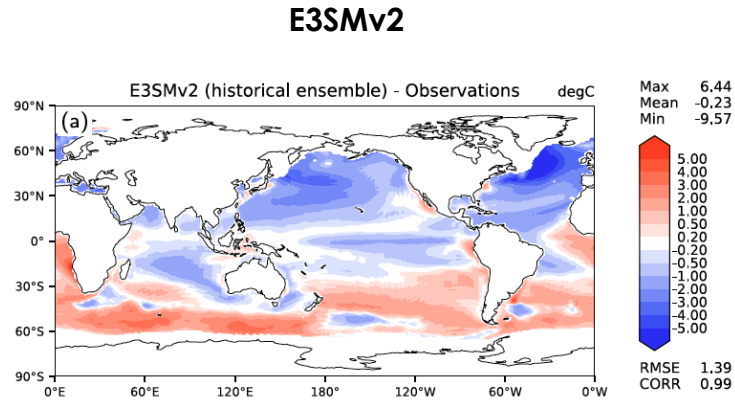 E3SMv2
E3SMv2 (historical ensemble) - Observations degC
(a)
Max 6.44
Mean -0.23
Min -9.57
90°N
60°N
30°N
0°
30°S
60°S
90°S
0°E 60°E 120°E 180° 120°W 60°W 0°W
5.00
4.00
3.00
2.00
1.00
0.50
0.20
-0.20
-0.50
-1.00
-2.00
-3.00
-4.00
-5.00
RMSE 1.39
CORR 0.99